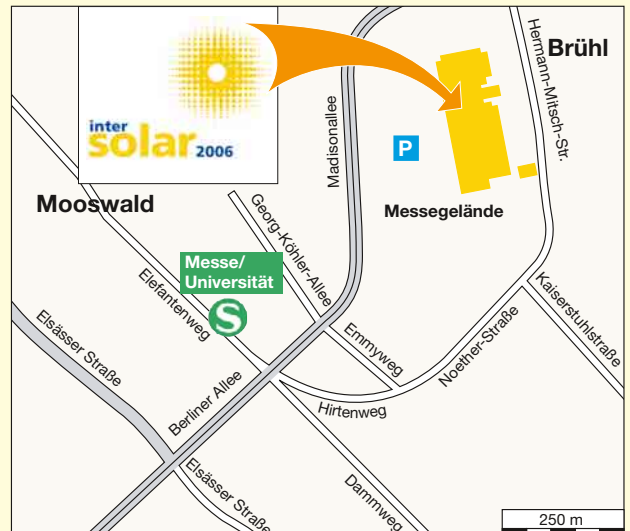 inter
solar 2006
Brühl
Hermann-Mitsch-Str.
Madisonallee
P
Messegelände
Mooswald
Georg-Köhler-Allee
Messe/
Universität
S
Elefantenweg
Kaiserstuhlstraße
Elsässer Straße
Emmyweg
Noether-Straße
Berliner Allee
Hirtenweg
Elsässer Straße
Dammweg
250 m